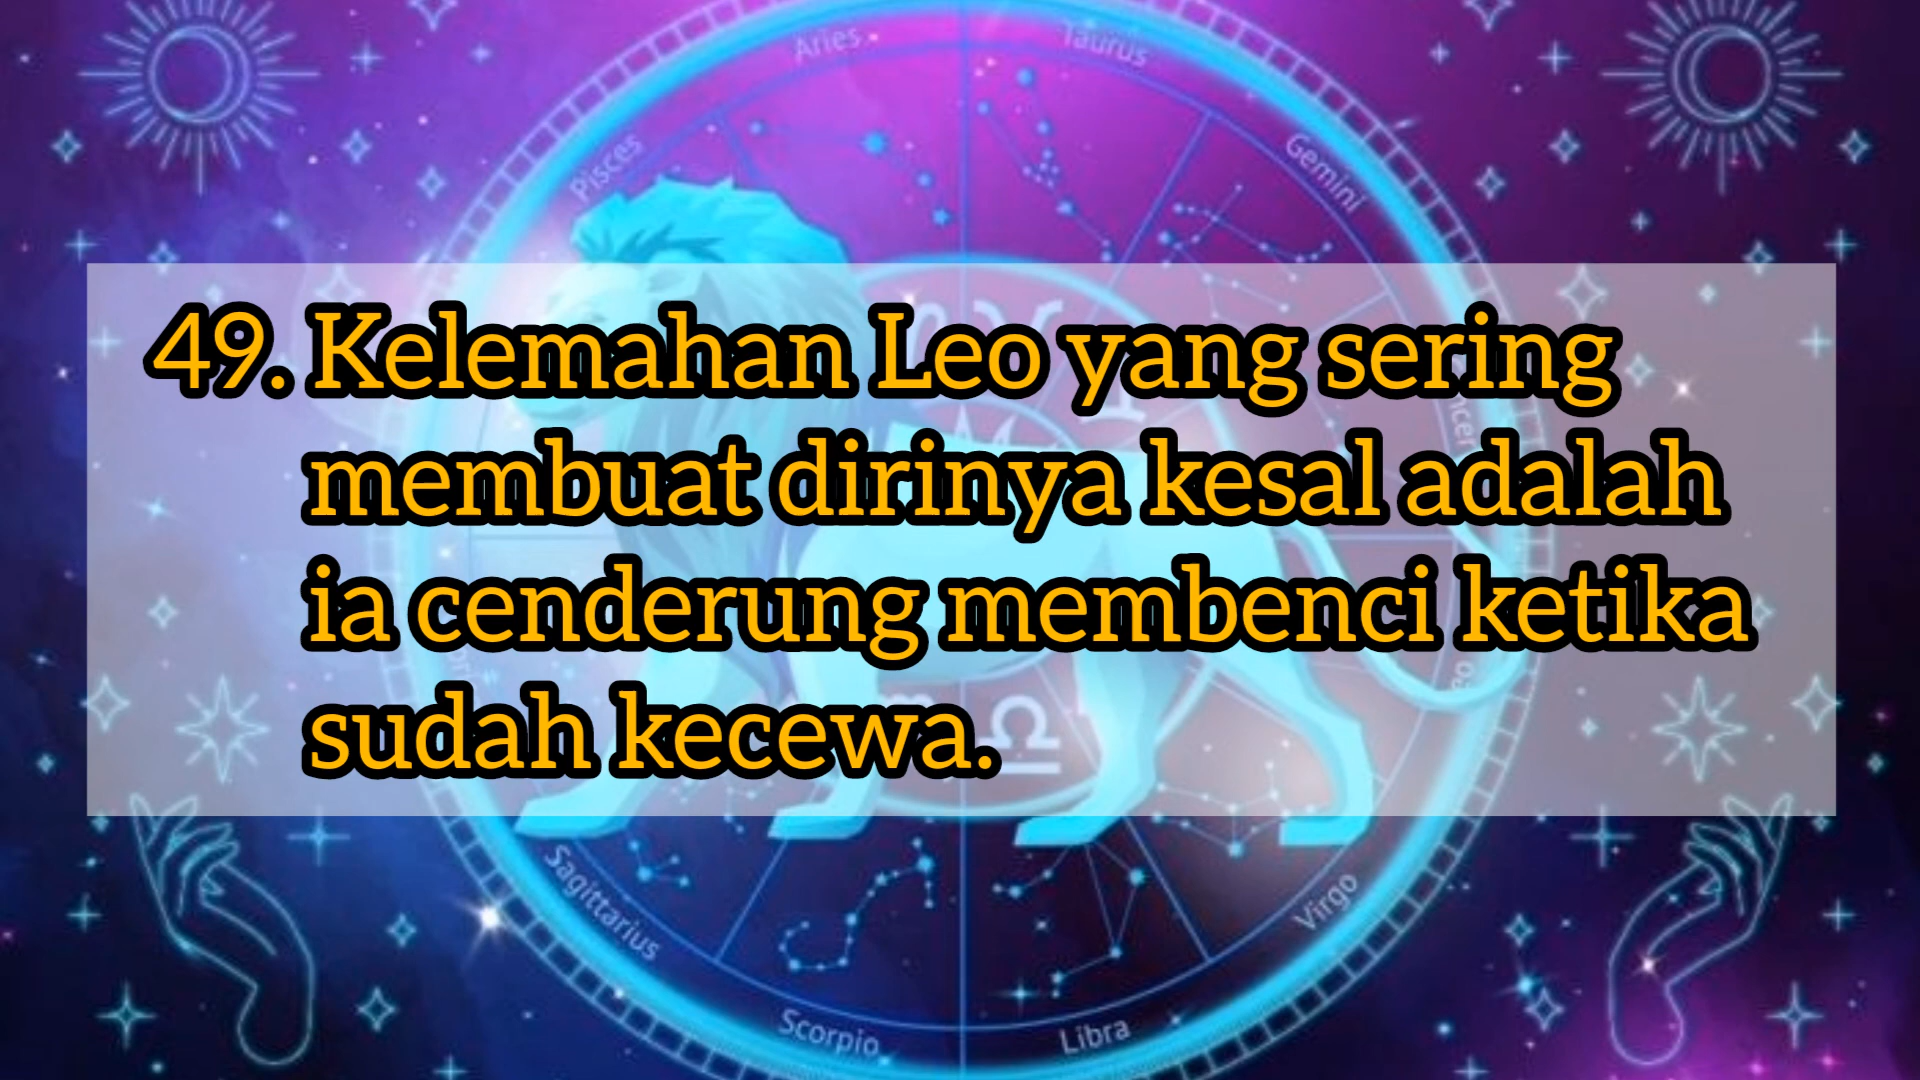 Aries
Taurus
Pisces
Gemini
49. Kelemahan Leo yang sering
membuat dirinya kesal adalah
ia cenderung membenci ketika
sudah kecewa.
Sagittarius
Virgo
Scorpio
Libra